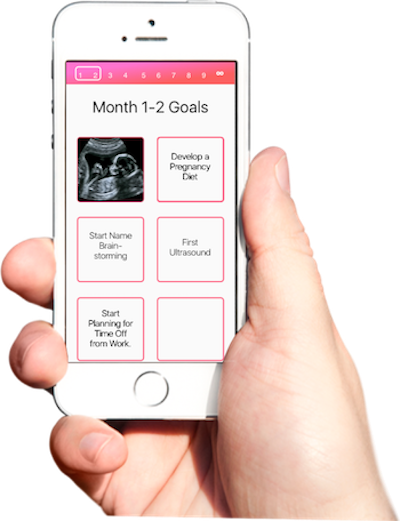 1 2 3 4 5 6 7 8 9 ∞
Month 1-2 Goals
Develop a
Pregnancy
Diet
Start Name
Brain-
storming
First
Ultrasound
Start
Planning for
Time Off
from Work.